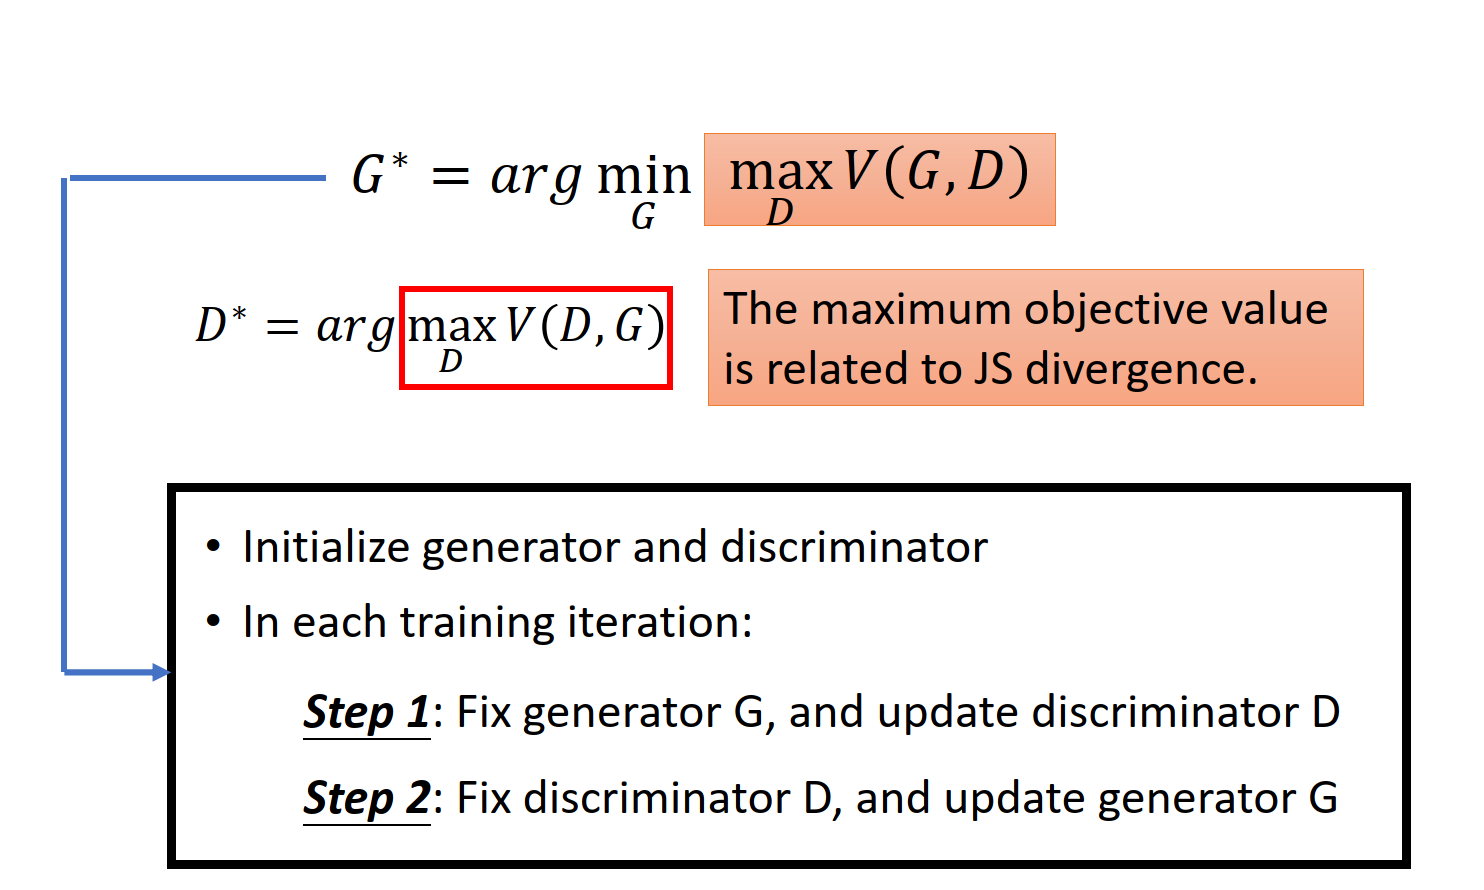 G* = arg min_G max_D V(G, D)
D* = arg max_D V(D, G)
The maximum objective value
is related to JS divergence.
• Initialize generator and discriminator
• In each training iteration:
Step 1: Fix generator G, and update discriminator D
Step 2: Fix discriminator D, and update generator G